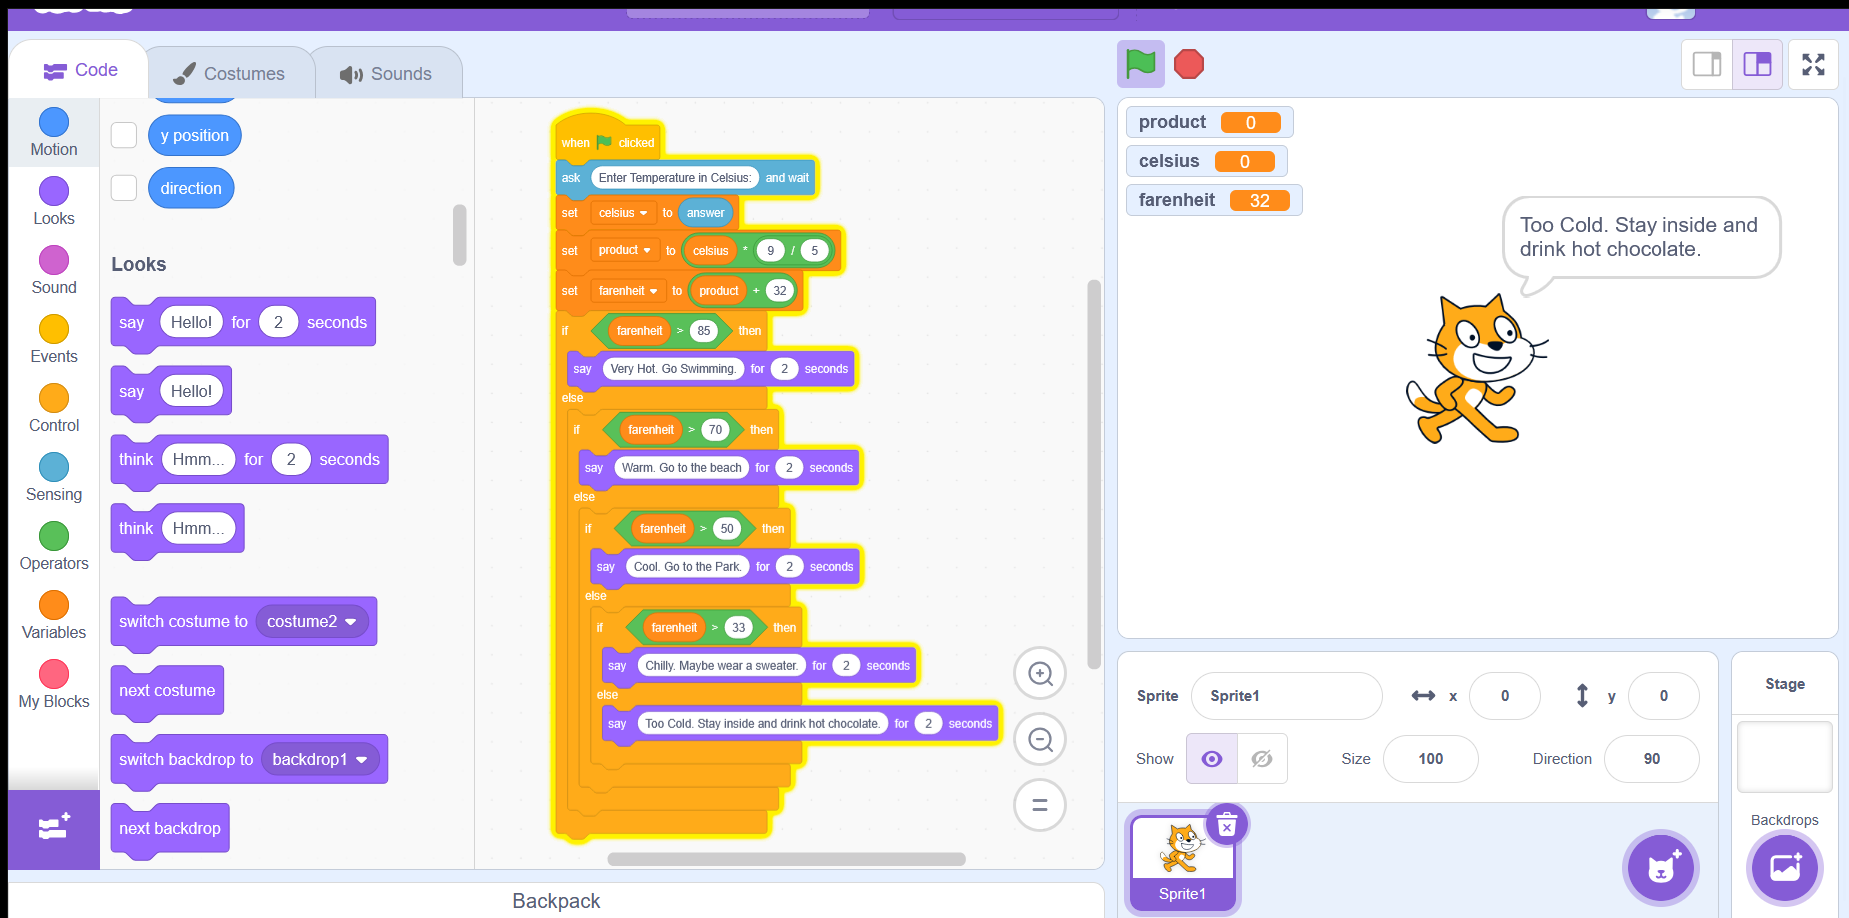 Code
Costumes
Sounds
Motion
Looks
Sound
Events
Control
Sensing
Operators
Variables
My Blocks
y position
direction
Looks
say Hello! for 2 seconds
say Hello!
think Hmm... for 2 seconds
think Hmm...
switch costume to costume2
next costume
switch backdrop to backdrop1
next backdrop
when clicked
ask Enter Temperature in Celsius: and wait
set celsius to answer
set product to celsius * 9 / 5
set farenheit to product + 32
if farenheit > 85 then
say Very Hot. Go Swimming. for 2 seconds
else
if farenheit > 70 then
say Warm. Go to the beach for 2 seconds
else
if farenheit > 50 then
say Cool. Go to the Park. for 2 seconds
else
if farenheit > 33 then
say Chilly. Maybe wear a sweater. for 2 seconds
else
say Too Cold. Stay inside and drink hot chocolate. for 2 seconds
Backpack
product 0
celsius 0
farenheit 32
Too Cold. Stay inside and
drink hot chocolate.
Sprite Sprite1 x 0 y 0
Show Size 100 Direction 90
Sprite1
Stage
Backdrops